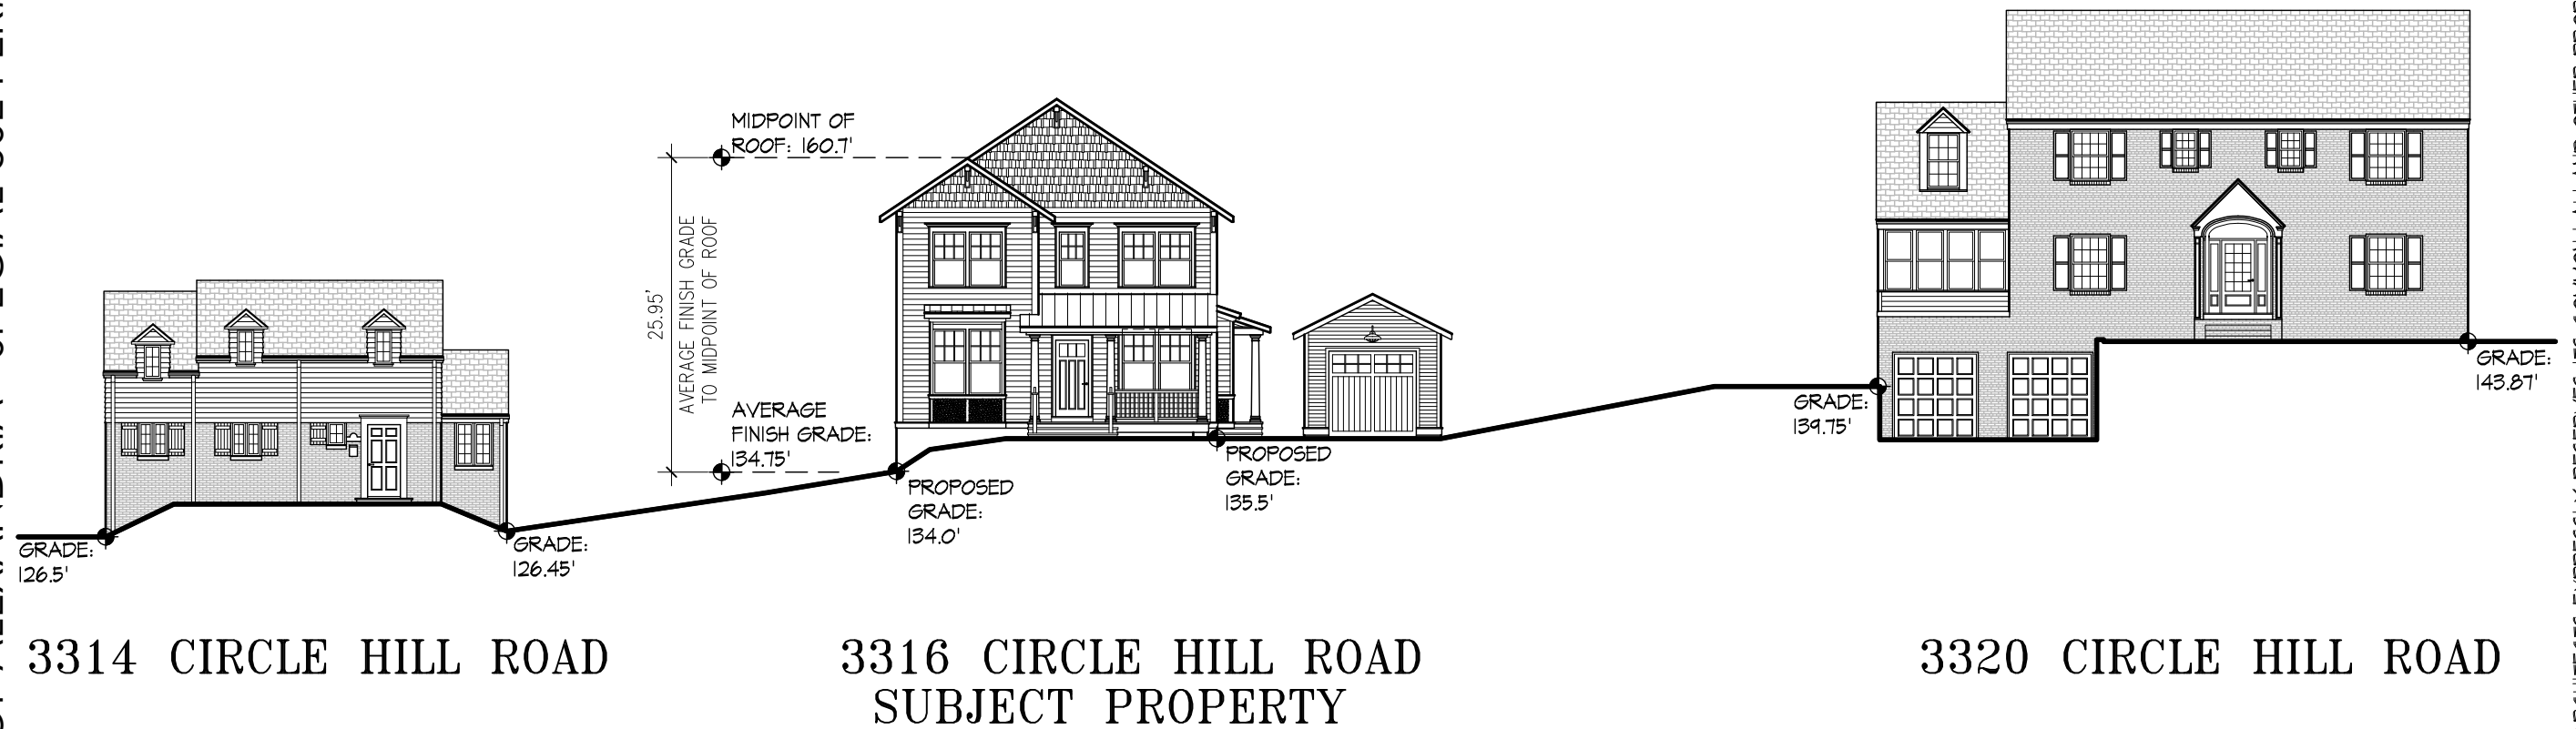 MIDPOINT OF
ROOF: 160.7'
25.95'
AVERAGE FINISH GRADE
TO MIDPOINT OF ROOF
AVERAGE
FINISH GRADE:
134.75'
GRADE:
126.5'
GRADE:
126.45'
PROPOSED
GRADE:
134.0'
PROPOSED
GRADE:
135.5'
GRADE:
139.75'
GRADE:
143.87'
3314 CIRCLE HILL ROAD
3316 CIRCLE HILL ROAD
SUBJECT PROPERTY
3320 CIRCLE HILL ROAD